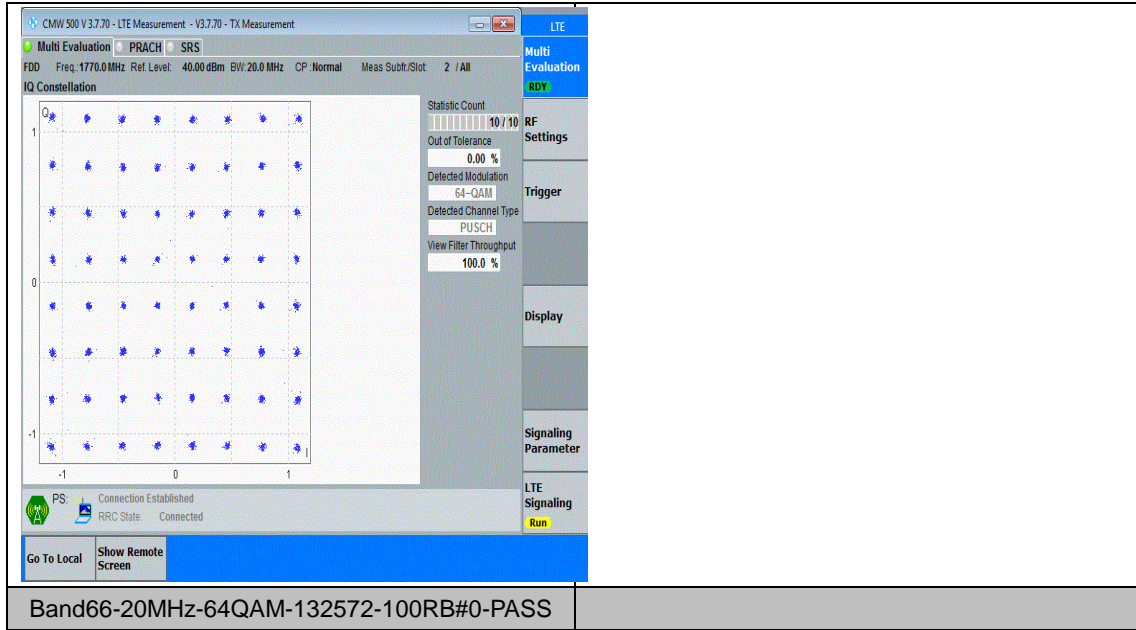 CMW 500 V 3.7.70 - LTE Measurement - V3.7.70 - TX Measurement
LTE
Multi Evaluation PRACH SRS
Multi Evaluation
RDY
FDD Freq.:1770.0 MHz Ref. Level: 40.00 dBm BW:20.0 MHz CP :Normal Meas Subfr./Slot: 2 / All
IQ Constellation
Q
1
0
-1
I
-1 0 1
Statistic Count
10 / 10
Out of Tolerance
0.00 %
Detected Modulation
64-QAM
Detected Channel Type
PUSCH
View Filter Throughput
100.0 %
RF
Settings
Trigger
Display
Signaling
Parameter
LTE
Signaling
Run
PS: Connection Established
RRC State: Connected
Go To Local
Show Remote
Screen
Band66-20MHz-64QAM-132572-100RB#0-PASS